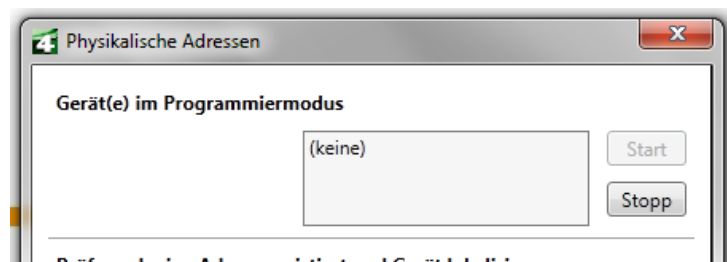 Physikalische Adressen
Gerät(e) im Programmiermodus
(keine)
Start
Stopp